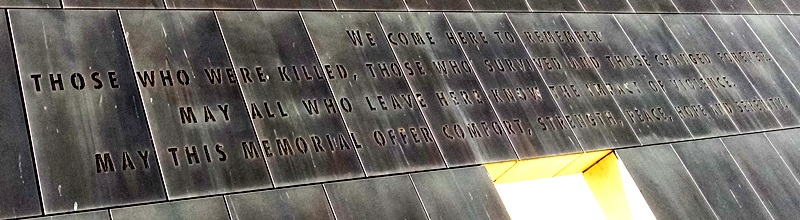 WE COME HERE TO REMEMBER
THOSE WHO WERE KILLED, THOSE WHO SURVIVED AND THOSE CHANGED FOREVER.
MAY ALL WHO LEAVE HERE KNOW THE IMPACT OF VIOLENCE.
MAY THIS MEMORIAL OFFER COMFORT, STRENGTH, PEACE, HOPE AND SERENITY.